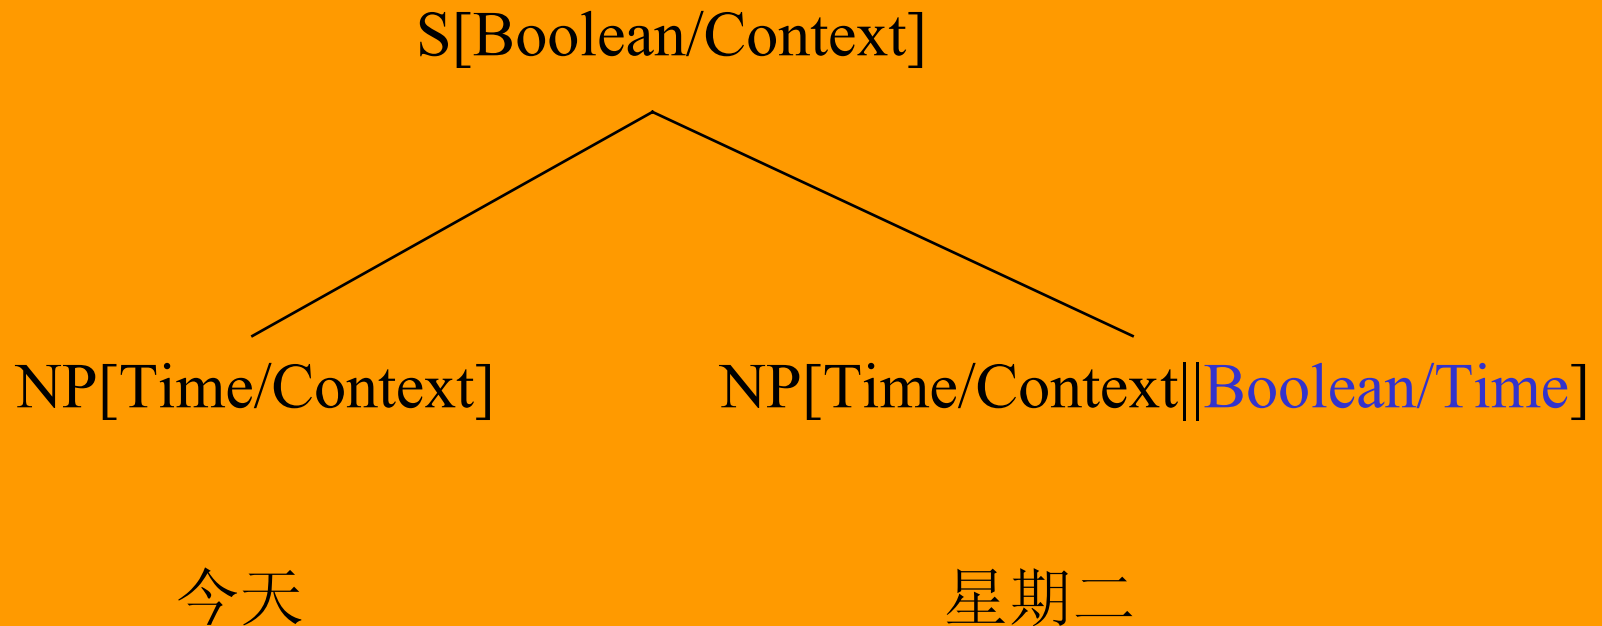 S[Boolean/Context]
NP[Time/Context] NP[Time/Context||Boolean/Time]
今天 星期二